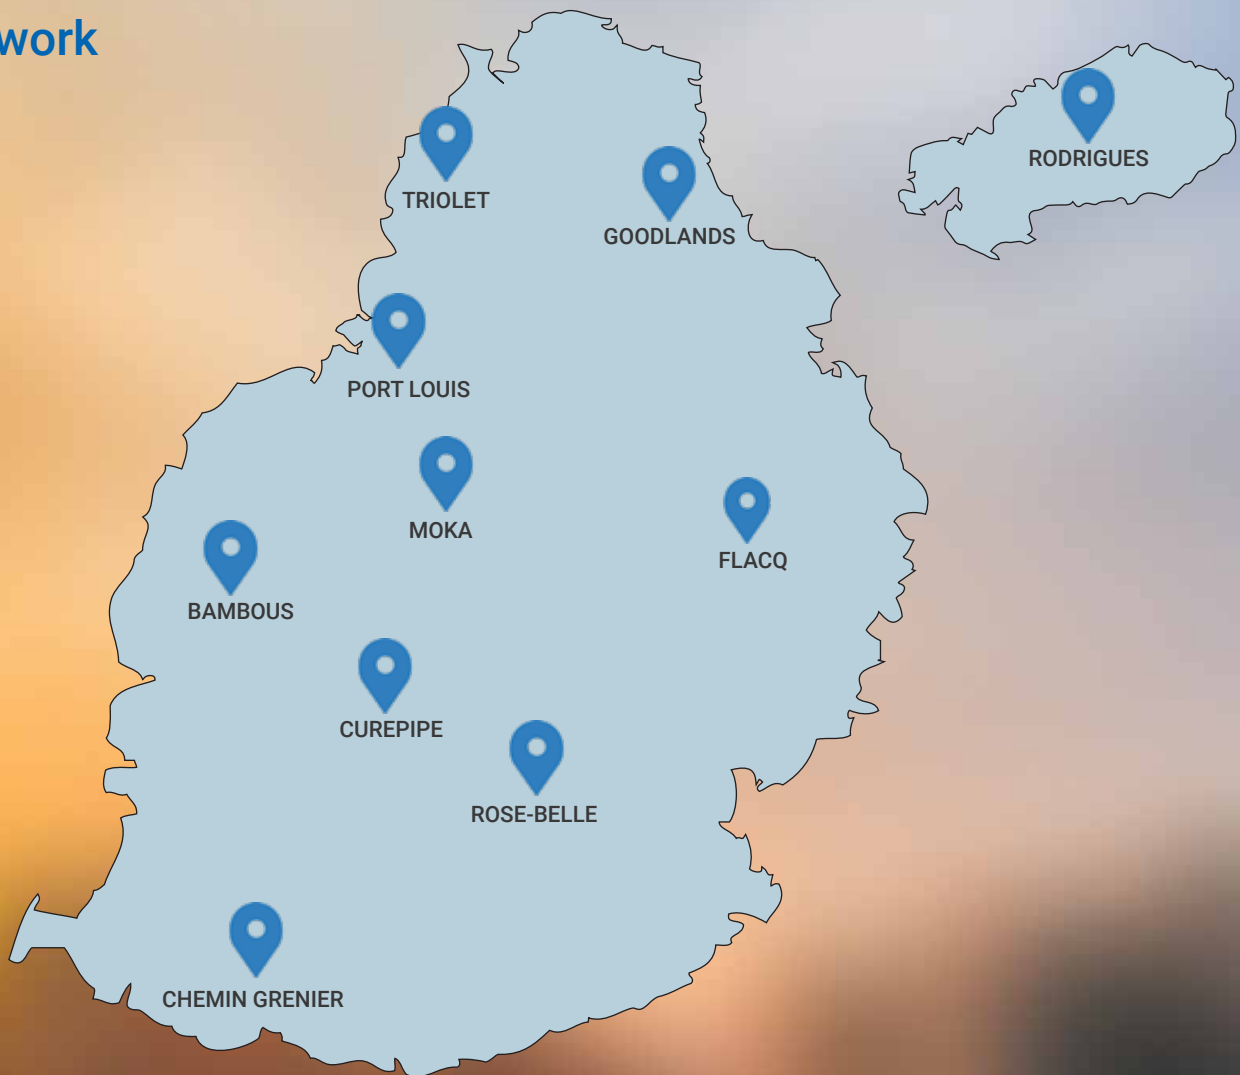 work
RODRIGUES
TRIOLET
GOODLANDS
PORT LOUIS
MOKA
FLACQ
BAMBOUS
CUREPIPE
ROSE-BELLE
CHEMIN GRENIER